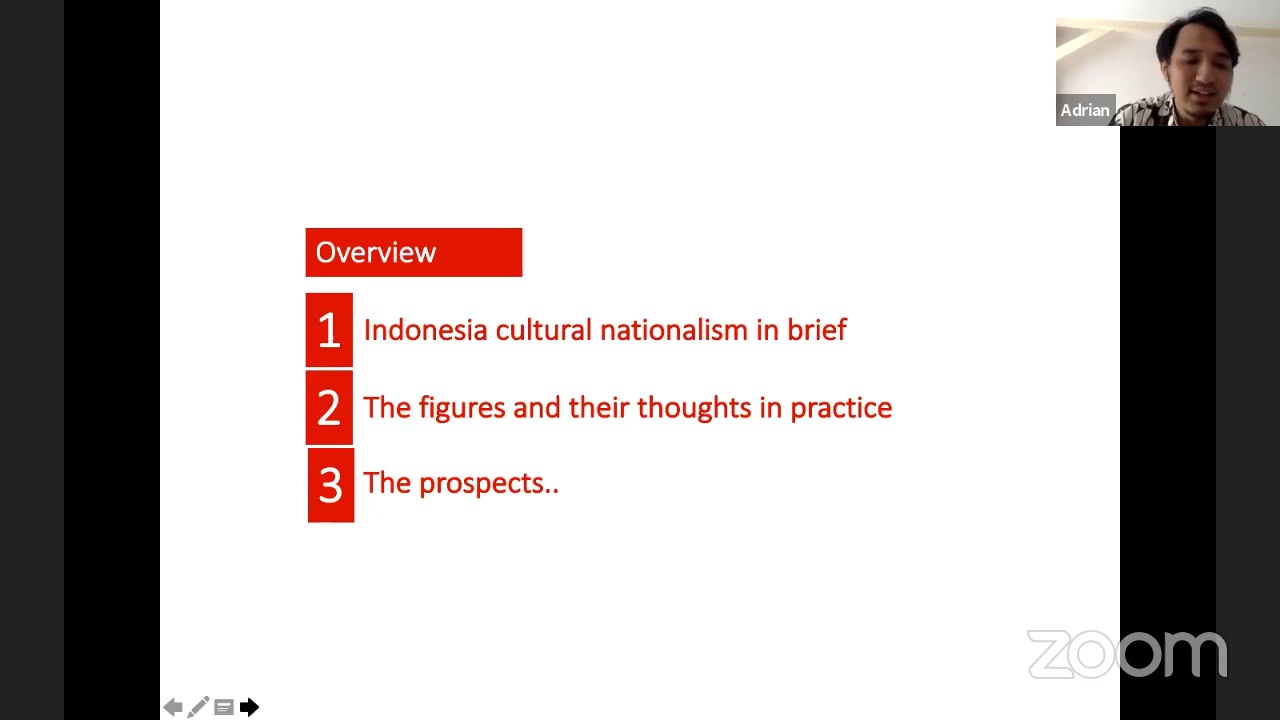 Adrian
Overview
1 Indonesia cultural nationalism in brief
2 The figures and their thoughts in practice
3 The prospects..
zoom